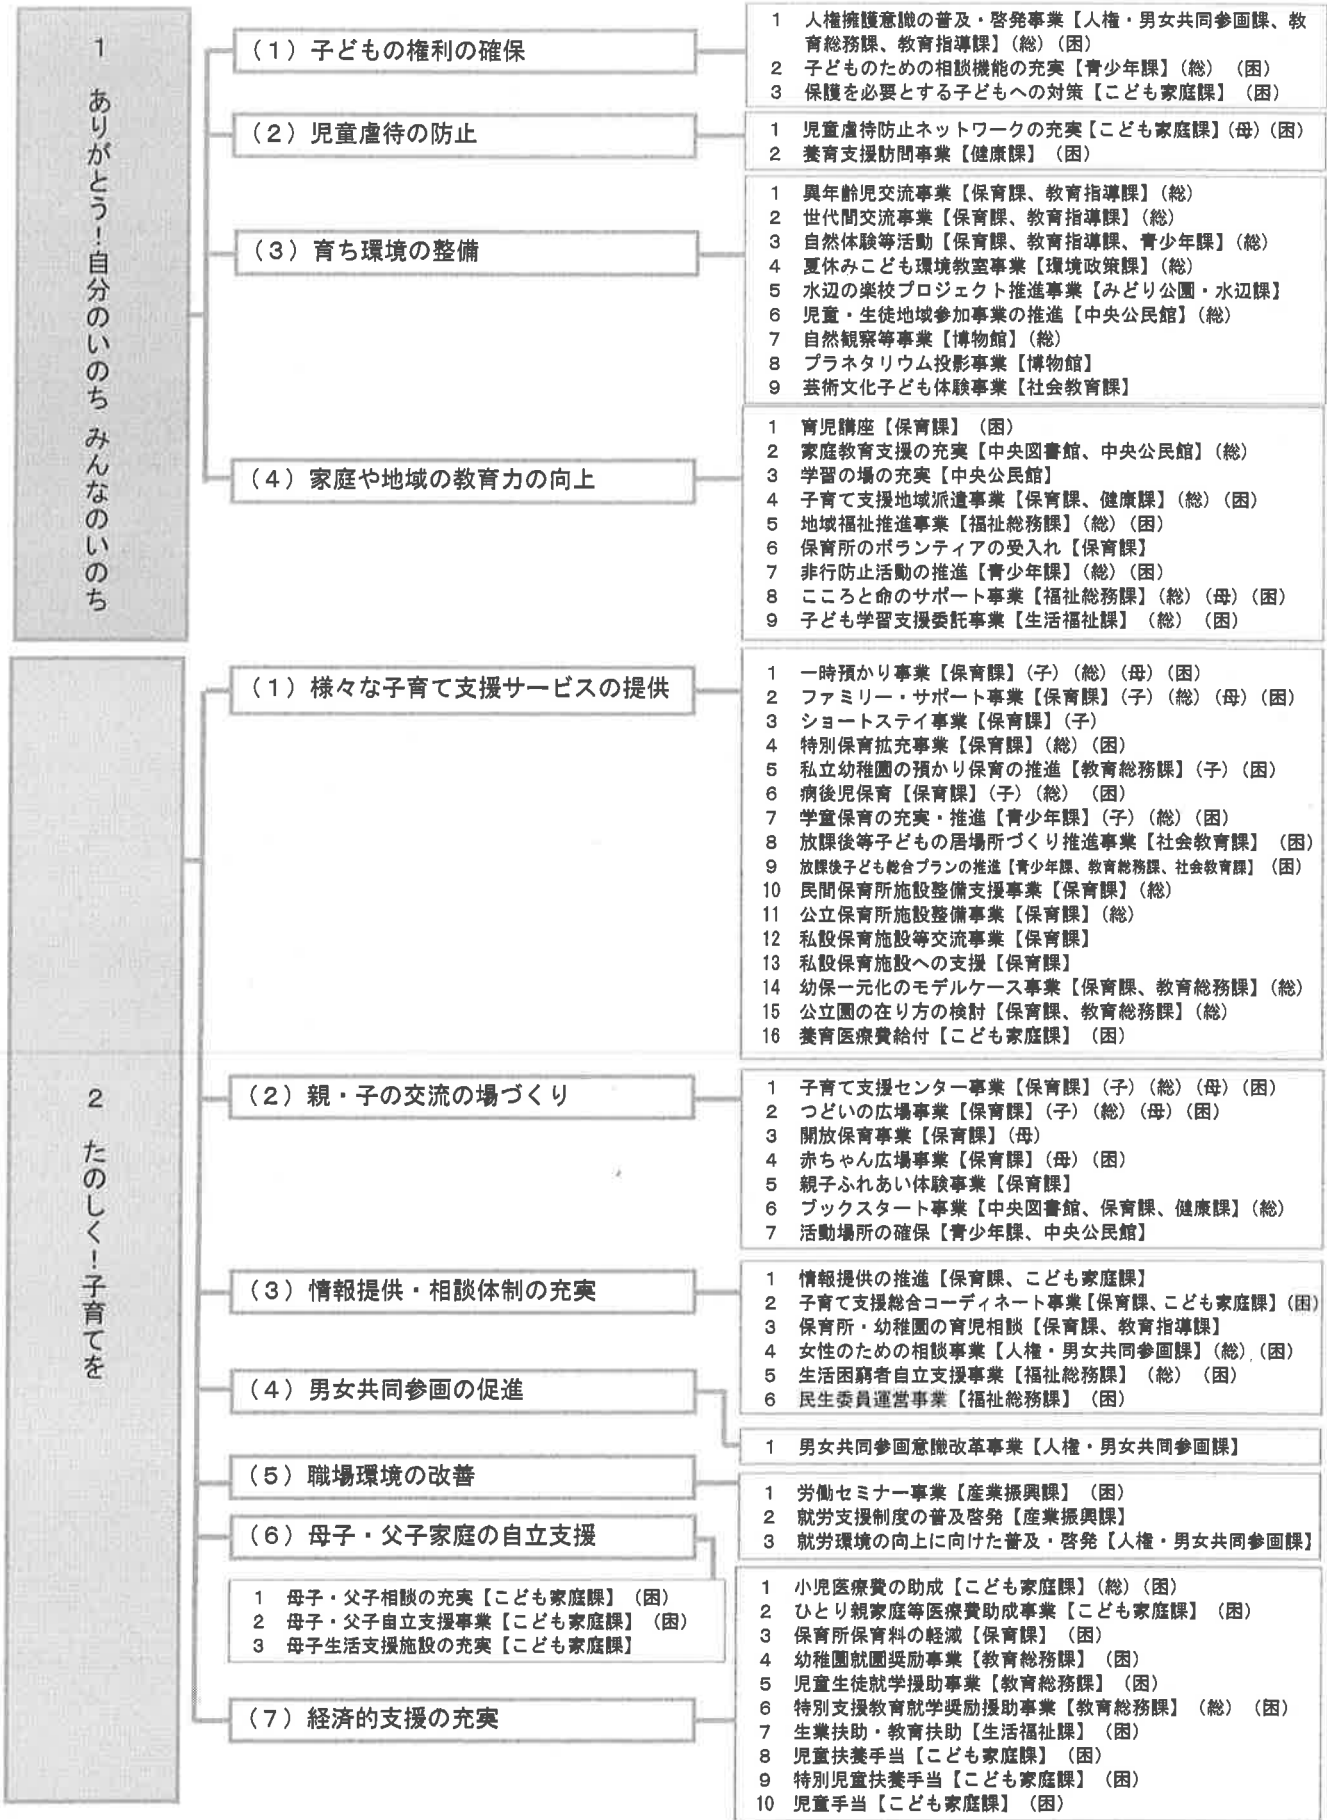 1　ありがとう！自分のいのち　みんなのいのち
（1）子どもの権利の確保
1　人権擁護意識の普及・啓発事業【人権・男女共同参画課、教
育総務課、教育指導課】（総）（困）
2　子どものための相談機能の充実【青少年課】（総）（困）
3　保護を必要とする子どもへの対策【こども家庭課】（困）
（2）児童虐待の防止
1　児童虐待防止ネットワークの充実【こども家庭課】（母）（困）
2　養育支援訪問事業【健康課】（困）
（3）育ち環境の整備
1　異年齢児交流事業【保育課、教育指導課】（総）
2　世代間交流事業【保育課、教育指導課】（総）
3　自然体験等活動【保育課、教育指導課、青少年課】（総）
4　夏休みこども環境教室事業【環境政策課】（総）
5　水辺の楽校プロジェクト推進事業【みどり公園・水辺課】
6　児童・生徒地域参加事業の推進【中央公民館】（総）
7　自然観察等事業【博物館】（総）
8　プラネタリウム投影事業【博物館】
9　芸術文化子ども体験事業【社会教育課】
（4）家庭や地域の教育力の向上
1　育児講座【保育課】（困）
2　家庭教育支援の充実【中央図書館、中央公民館】（総）
3　学習の場の充実【中央公民館】
4　子育て支援地域派遣事業【保育課、健康課】（総）（困）
5　地域福祉推進事業【福祉総務課】（総）（困）
6　保育所のボランティアの受入れ【保育課】
7　非行防止活動の推進【青少年課】（総）（困）
8　こころと命のサポート事業【福祉総務課】（総）（母）（困）
9　子ども学習支援委託事業【生活福祉課】（総）（困）
2　たのしく！子育てを
（1）様々な子育て支援サービスの提供
1　一時預かり事業【保育課】（子）（総）（母）（困）
2　ファミリー・サポート事業【保育課】（子）（総）（母）（困）
3　ショートステイ事業【保育課】（子）
4　特別保育拡充事業【保育課】（総）（困）
5　私立幼稚園の預かり保育の推進【教育総務課】（子）（困）
6　病後児保育【保育課】（子）（総）（困）
7　学童保育の充実・推進【青少年課】（子）（総）（困）
8　放課後等子どもの居場所づくり推進事業【社会教育課】（困）
9　放課後子ども総合プランの推進【青少年課、教育総務課、社会教育課】（困）
10　民間保育所施設整備支援事業【保育課】（総）
11　公立保育所施設整備事業【保育課】（総）
12　私設保育施設等交流事業【保育課】
13　私設保育施設への支援【保育課】
14　幼保一元化のモデルケース事業【保育課、教育総務課】（総）
15　公立園の在り方の検討【保育課、教育総務課】（総）
16　養育医療費給付【こども家庭課】（困）
（2）親・子の交流の場づくり
1　子育て支援センター事業【保育課】（子）（総）（母）（困）
2　つどいの広場事業【保育課】（子）（総）（母）（困）
3　開放保育事業【保育課】（母）
4　赤ちゃん広場事業【保育課】（母）（困）
5　親子ふれあい体験事業【保育課】
6　ブックスタート事業【中央図書館、保育課、健康課】（総）
7　活動場所の確保【青少年課、中央公民館】
（3）情報提供・相談体制の充実
1　情報提供の推進【保育課、こども家庭課】
2　子育て支援総合コーディネート事業【保育課、こども家庭課】（困）
3　保育所・幼稚園の育児相談【保育課、教育指導課】
4　女性のための相談事業【人権・男女共同参画課】（総）（困）
5　生活困窮者自立支援事業【福祉総務課】（総）（困）
6　民生委員運営事業【福祉総務課】（困）
（4）男女共同参画の促進
1　男女共同参画意識改革事業【人権・男女共同参画課】
（5）職場環境の改善
1　労働セミナー事業【産業振興課】（困）
2　就労支援制度の普及啓発【産業振興課】
3　就労環境の向上に向けた普及・啓発【人権・男女共同参画課】
（6）母子・父子家庭の自立支援
1　母子・父子相談の充実【こども家庭課】（困）
2　母子・父子自立支援事業【こども家庭課】（困）
3　母子生活支援施設の充実【こども家庭課】
（7）経済的支援の充実
1　小児医療費の助成【こども家庭課】（総）（困）
2　ひとり親家庭等医療費助成事業【こども家庭課】（困）
3　保育所保育料の軽減【保育課】（困）
4　幼稚園就園奨励事業【教育総務課】（困）
5　児童生徒就学援助事業【教育総務課】（困）
6　特別支援教育就学奨励援助事業【教育総務課】（総）（困）
7　生業扶助・教育扶助【生活福祉課】（困）
8　児童扶養手当【こども家庭課】（困）
9　特別児童扶養手当【こども家庭課】（困）
10　児童手当【こども家庭課】（困）